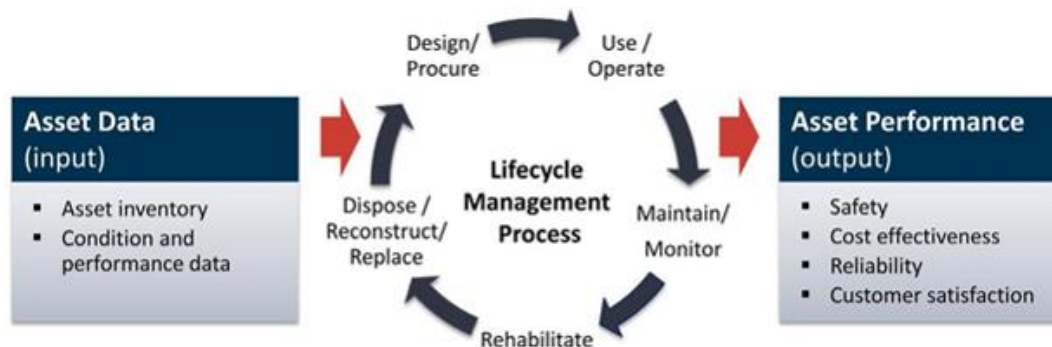 Asset Data
(input)
▪ Asset inventory
▪ Condition and
performance data
Design/
Procure
Use /
Operate
Maintain/
Monitor
Rehabilitate
Dispose /
Reconstruct/
Replace
Lifecycle
Management
Process
Asset Performance
(output)
▪ Safety
▪ Cost effectiveness
▪ Reliability
▪ Customer satisfaction